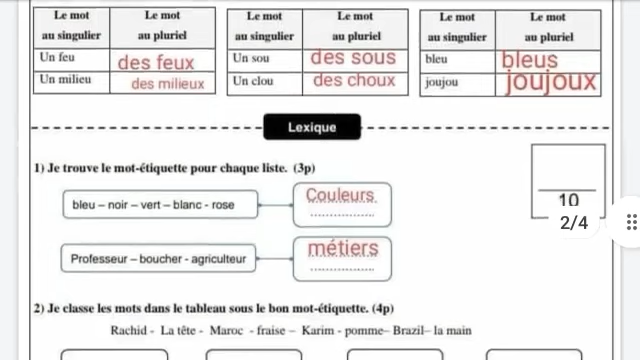 Le mot au singulier | Le mot au pluriel | Le mot au singulier | Le mot au pluriel | Le mot au singulier | Le mot au pluriel
Un feu | des feux | Un sou | des sous | bleu | bleus
Un milieu | des milieux | Un clou | des choux | joujou | joujoux
Lexique
1) Je trouve le mot-étiquette pour chaque liste. (3p)
bleu – noir – vert – blanc - rose
Couleurs
10
2/4
Professeur – boucher - agriculteur
métiers
2) Je classe les mots dans le tableau sous le bon mot-étiquette. (4p)
Rachid - La tête - Maroc - fraise – Karim - pomme– Brazil– la main